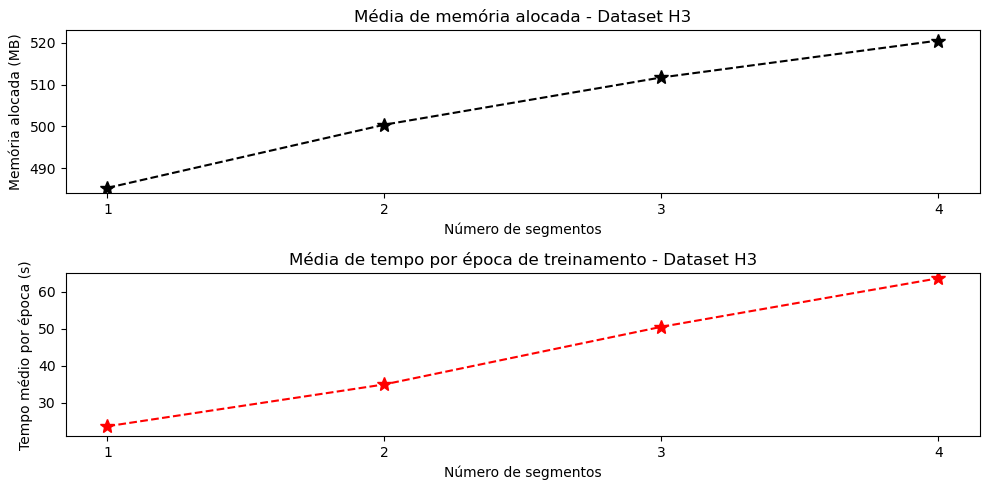 Média de memória alocada - Dataset H3
Memória alocada (MB)
520
510
500
490
1 2 3 4
Número de segmentos
Média de tempo por época de treinamento - Dataset H3
Tempo médio por época (s)
60
50
40
30
1 2 3 4
Número de segmentos